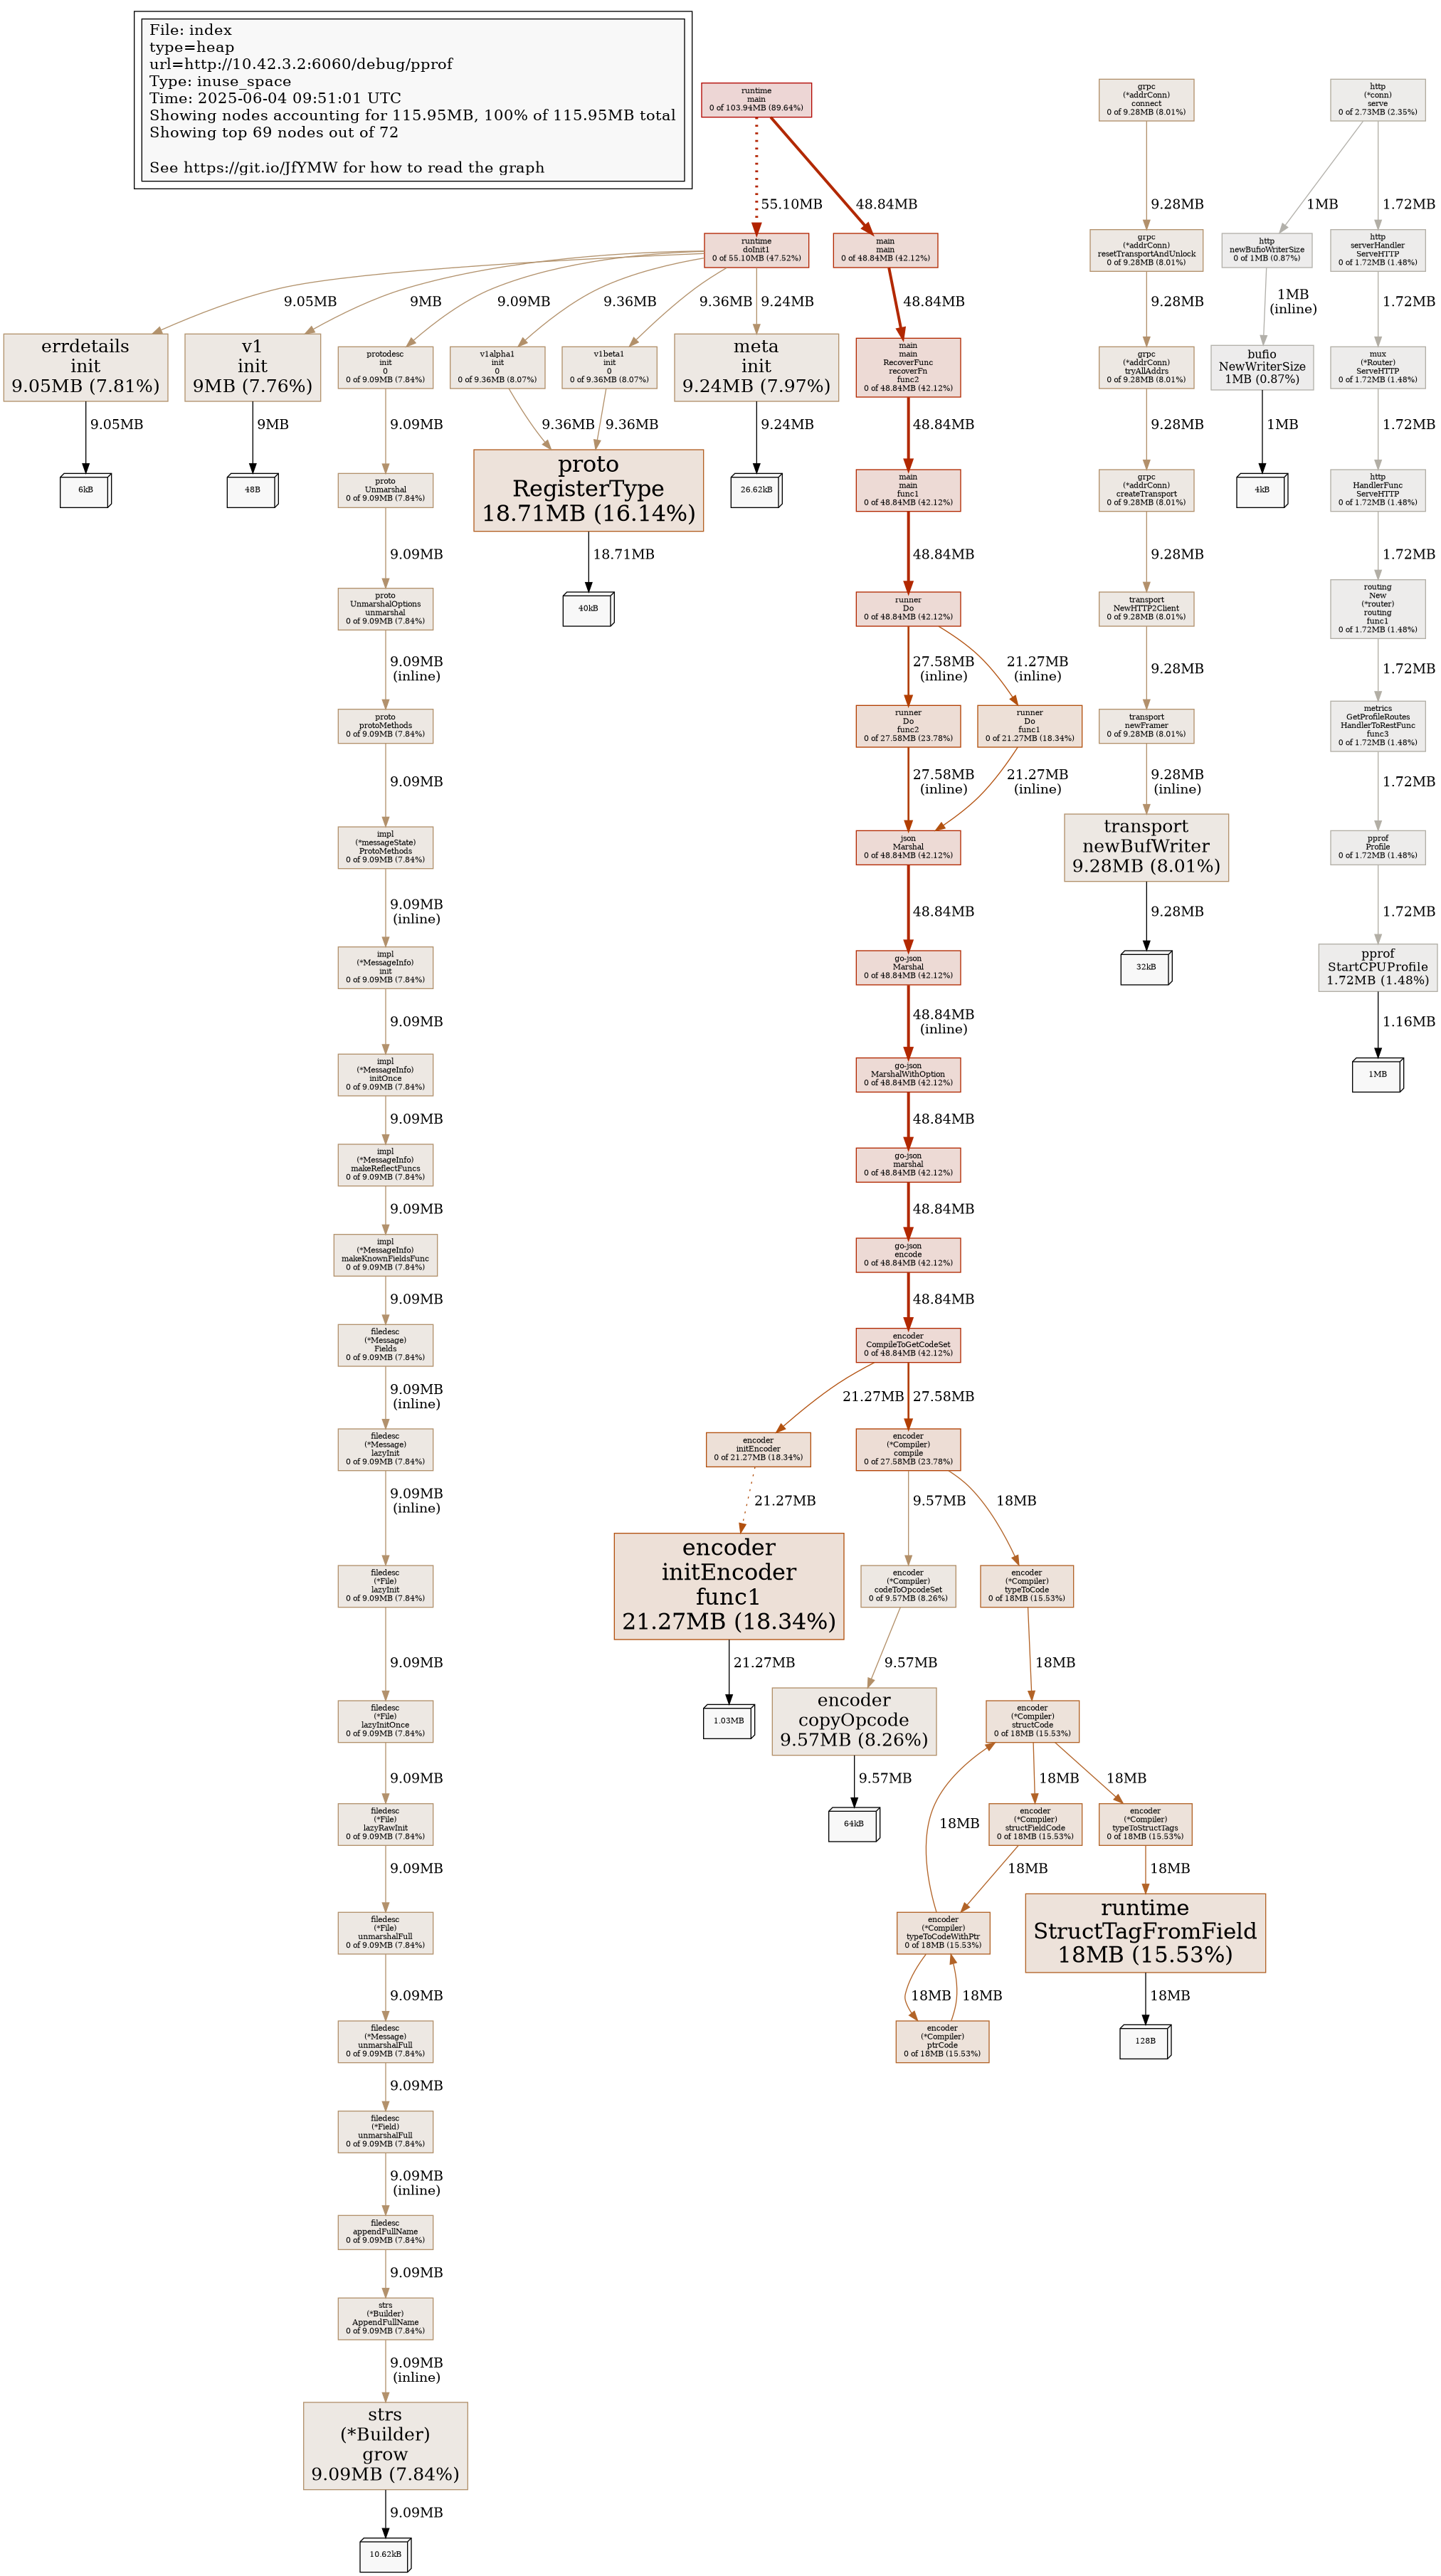 File: index
type=heap
url=http://10.42.3.2:6060/debug/pprof
Type: inuse_space
Time: 2025-06-04 09:51:01 UTC
Showing nodes accounting for 115.95MB, 100% of 115.95MB total
Showing top 69 nodes out of 72
See https://git.io/JfYMW for how to read the graph
runtime
main
0 of 103.94MB (89.64%)
55.10MB
48.84MB
runtime
doInit1
0 of 55.10MB (47.52%)
main
main
0 of 48.84MB (42.12%)
9.05MB
9MB
9.09MB
9.36MB
9.36MB
9.24MB
48.84MB
errdetails
init
9.05MB (7.81%)
9.05MB
6kB
v1
init
9MB (7.76%)
9MB
48B
protodesc
init
0
0 of 9.09MB (7.84%)
9.09MB
proto
Unmarshal
0 of 9.09MB (7.84%)
9.09MB
proto
UnmarshalOptions
unmarshal
0 of 9.09MB (7.84%)
9.09MB
(inline)
proto
protoMethods
0 of 9.09MB (7.84%)
9.09MB
impl
(*messageState)
ProtoMethods
0 of 9.09MB (7.84%)
9.09MB
(inline)
impl
(*MessageInfo)
init
0 of 9.09MB (7.84%)
9.09MB
impl
(*MessageInfo)
initOnce
0 of 9.09MB (7.84%)
9.09MB
impl
(*MessageInfo)
makeReflectFuncs
0 of 9.09MB (7.84%)
9.09MB
impl
(*MessageInfo)
makeKnownFieldsFunc
0 of 9.09MB (7.84%)
9.09MB
filedesc
(*Message)
Fields
0 of 9.09MB (7.84%)
9.09MB
(inline)
filedesc
(*Message)
lazyInit
0 of 9.09MB (7.84%)
9.09MB
(inline)
filedesc
(*File)
lazyInit
0 of 9.09MB (7.84%)
9.09MB
filedesc
(*File)
lazyInitOnce
0 of 9.09MB (7.84%)
9.09MB
filedesc
(*File)
lazyRawInit
0 of 9.09MB (7.84%)
9.09MB
filedesc
(*File)
unmarshalFull
0 of 9.09MB (7.84%)
9.09MB
filedesc
(*Message)
unmarshalFull
0 of 9.09MB (7.84%)
9.09MB
filedesc
(*Field)
unmarshalFull
0 of 9.09MB (7.84%)
9.09MB
(inline)
filedesc
appendFullName
0 of 9.09MB (7.84%)
9.09MB
strs
(*Builder)
AppendFullName
0 of 9.09MB (7.84%)
9.09MB
(inline)
strs
(*Builder)
grow
9.09MB (7.84%)
9.09MB
10.62kB
v1alpha1
init
0
0 of 9.36MB (8.07%)
9.36MB
v1beta1
init
0
0 of 9.36MB (8.07%)
9.36MB
proto
RegisterType
18.71MB (16.14%)
18.71MB
40kB
meta
init
9.24MB (7.97%)
9.24MB
26.62kB
main
main
RecoverFunc
recoverFn
func2
0 of 48.84MB (42.12%)
48.84MB
main
main
func1
0 of 48.84MB (42.12%)
48.84MB
runner
Do
0 of 48.84MB (42.12%)
27.58MB
(inline)
21.27MB
(inline)
runner
Do
func2
0 of 27.58MB (23.78%)
runner
Do
func1
0 of 21.27MB (18.34%)
27.58MB
(inline)
21.27MB
(inline)
json
Marshal
0 of 48.84MB (42.12%)
48.84MB
go-json
Marshal
0 of 48.84MB (42.12%)
48.84MB
(inline)
go-json
MarshalWithOption
0 of 48.84MB (42.12%)
48.84MB
go-json
marshal
0 of 48.84MB (42.12%)
48.84MB
go-json
encode
0 of 48.84MB (42.12%)
48.84MB
encoder
CompileToGetCodeSet
0 of 48.84MB (42.12%)
21.27MB
27.58MB
encoder
initEncoder
0 of 21.27MB (18.34%)
21.27MB
encoder
initEncoder
func1
21.27MB (18.34%)
21.27MB
1.03MB
encoder
(*Compiler)
compile
0 of 27.58MB (23.78%)
9.57MB
18MB
encoder
(*Compiler)
codeToOpcodeSet
0 of 9.57MB (8.26%)
9.57MB
encoder
copyOpcode
9.57MB (8.26%)
9.57MB
64kB
encoder
(*Compiler)
typeToCode
0 of 18MB (15.53%)
18MB
encoder
(*Compiler)
structCode
0 of 18MB (15.53%)
18MB
18MB
18MB
encoder
(*Compiler)
structFieldCode
0 of 18MB (15.53%)
18MB
encoder
(*Compiler)
typeToStructTags
0 of 18MB (15.53%)
18MB
encoder
(*Compiler)
typeToCodeWithPtr
0 of 18MB (15.53%)
18MB
18MB
encoder
(*Compiler)
ptrCode
0 of 18MB (15.53%)
runtime
StructTagFromField
18MB (15.53%)
18MB
128B
grpc
(*addrConn)
connect
0 of 9.28MB (8.01%)
9.28MB
grpc
(*addrConn)
resetTransportAndUnlock
0 of 9.28MB (8.01%)
9.28MB
grpc
(*addrConn)
tryAllAddrs
0 of 9.28MB (8.01%)
9.28MB
grpc
(*addrConn)
createTransport
0 of 9.28MB (8.01%)
9.28MB
transport
NewHTTP2Client
0 of 9.28MB (8.01%)
9.28MB
transport
newFramer
0 of 9.28MB (8.01%)
9.28MB
(inline)
transport
newBufWriter
9.28MB (8.01%)
9.28MB
32kB
http
(*conn)
serve
0 of 2.73MB (2.35%)
1MB
1.72MB
http
newBufioWriterSize
0 of 1MB (0.87%)
1MB
(inline)
bufio
NewWriterSize
1MB (0.87%)
1MB
4kB
http
serverHandler
ServeHTTP
0 of 1.72MB (1.48%)
1.72MB
mux
(*Router)
ServeHTTP
0 of 1.72MB (1.48%)
1.72MB
http
HandlerFunc
ServeHTTP
0 of 1.72MB (1.48%)
1.72MB
routing
New
(*router)
routing
func1
0 of 1.72MB (1.48%)
1.72MB
metrics
GetProfileRoutes
HandlerToRestFunc
func3
0 of 1.72MB (1.48%)
1.72MB
pprof
Profile
0 of 1.72MB (1.48%)
1.72MB
pprof
StartCPUProfile
1.72MB (1.48%)
1.16MB
1MB